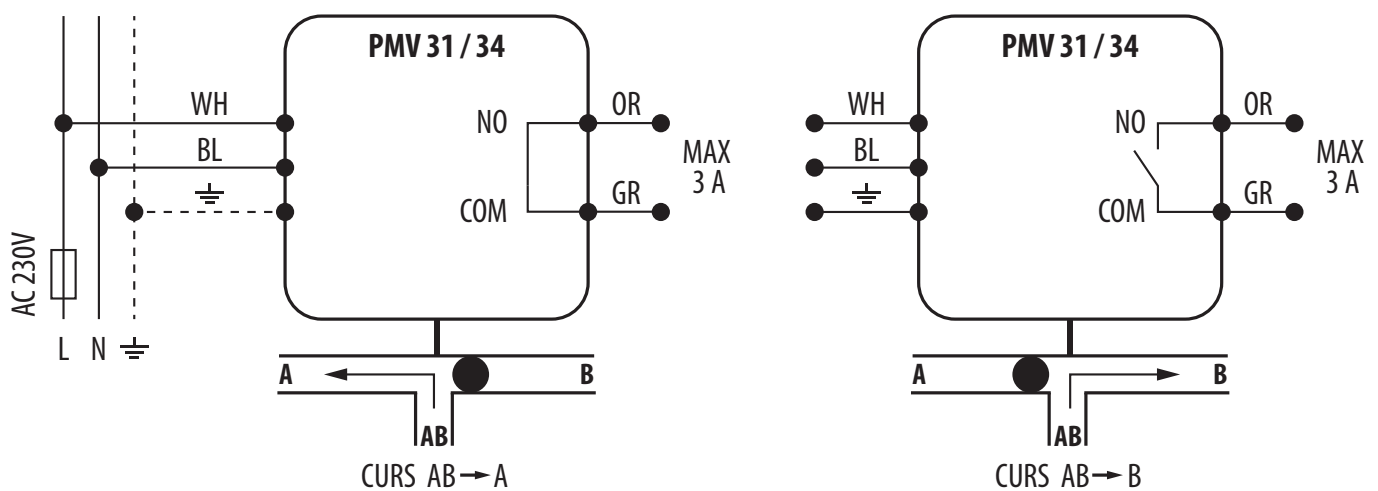 PMV 31 / 34
WH
NO
OR
BL
MAX
3 A
COM
GR
AC 230V
L N
A
B
AB
CURS AB→A
PMV 31 / 34
WH
NO
OR
BL
MAX
3 A
COM
GR
A
B
AB
CURS AB→B